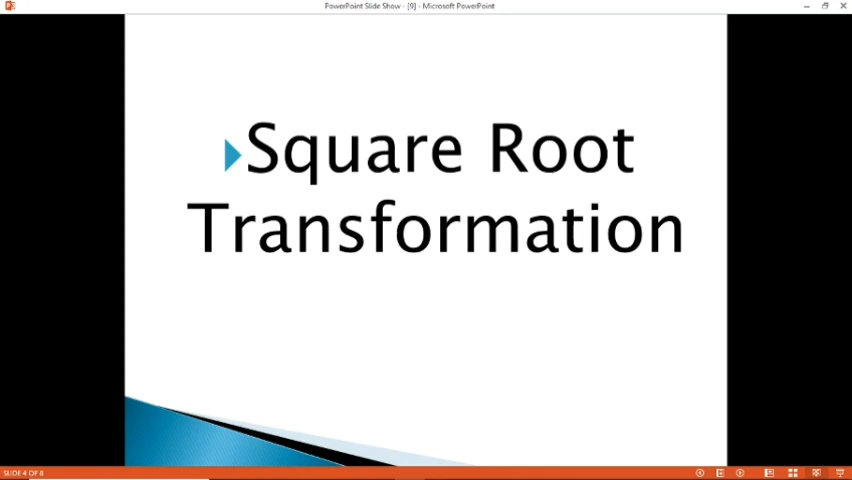 PowerPoint Slide Show - [9] - Microsoft PowerPoint
Square Root
Transformation
SLIDE 4 OF 8